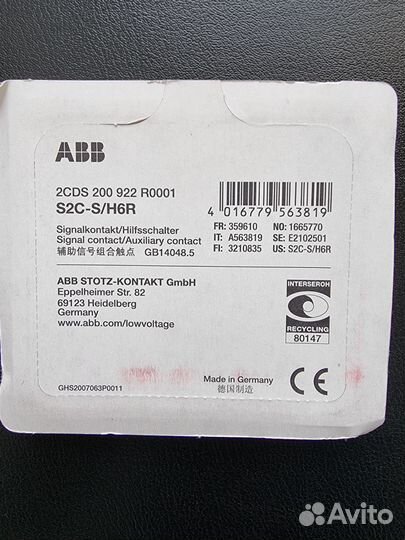 ABB
2CDS 200 922 R0001
S2C-S/H6R
Signalkontakt/Hilfsschalter
Signal contact/Auxiliary contact
辅助信号组合触点 GB14048.5
4 016779 563819
FR: 359610 NO: 1665770
IT: A563819 SE: E2102501
FI: 3210835 US: S2C-S/H6R
ABB STOTZ-KONTAKT GmbH
Eppelheimer Str. 82
69123 Heidelberg
Germany
www.abb.com/lowvoltage
INTERSEROH
RECYCLING
80147
GHS2007063P0011
Made in Germany
德国制造
CE
Avito